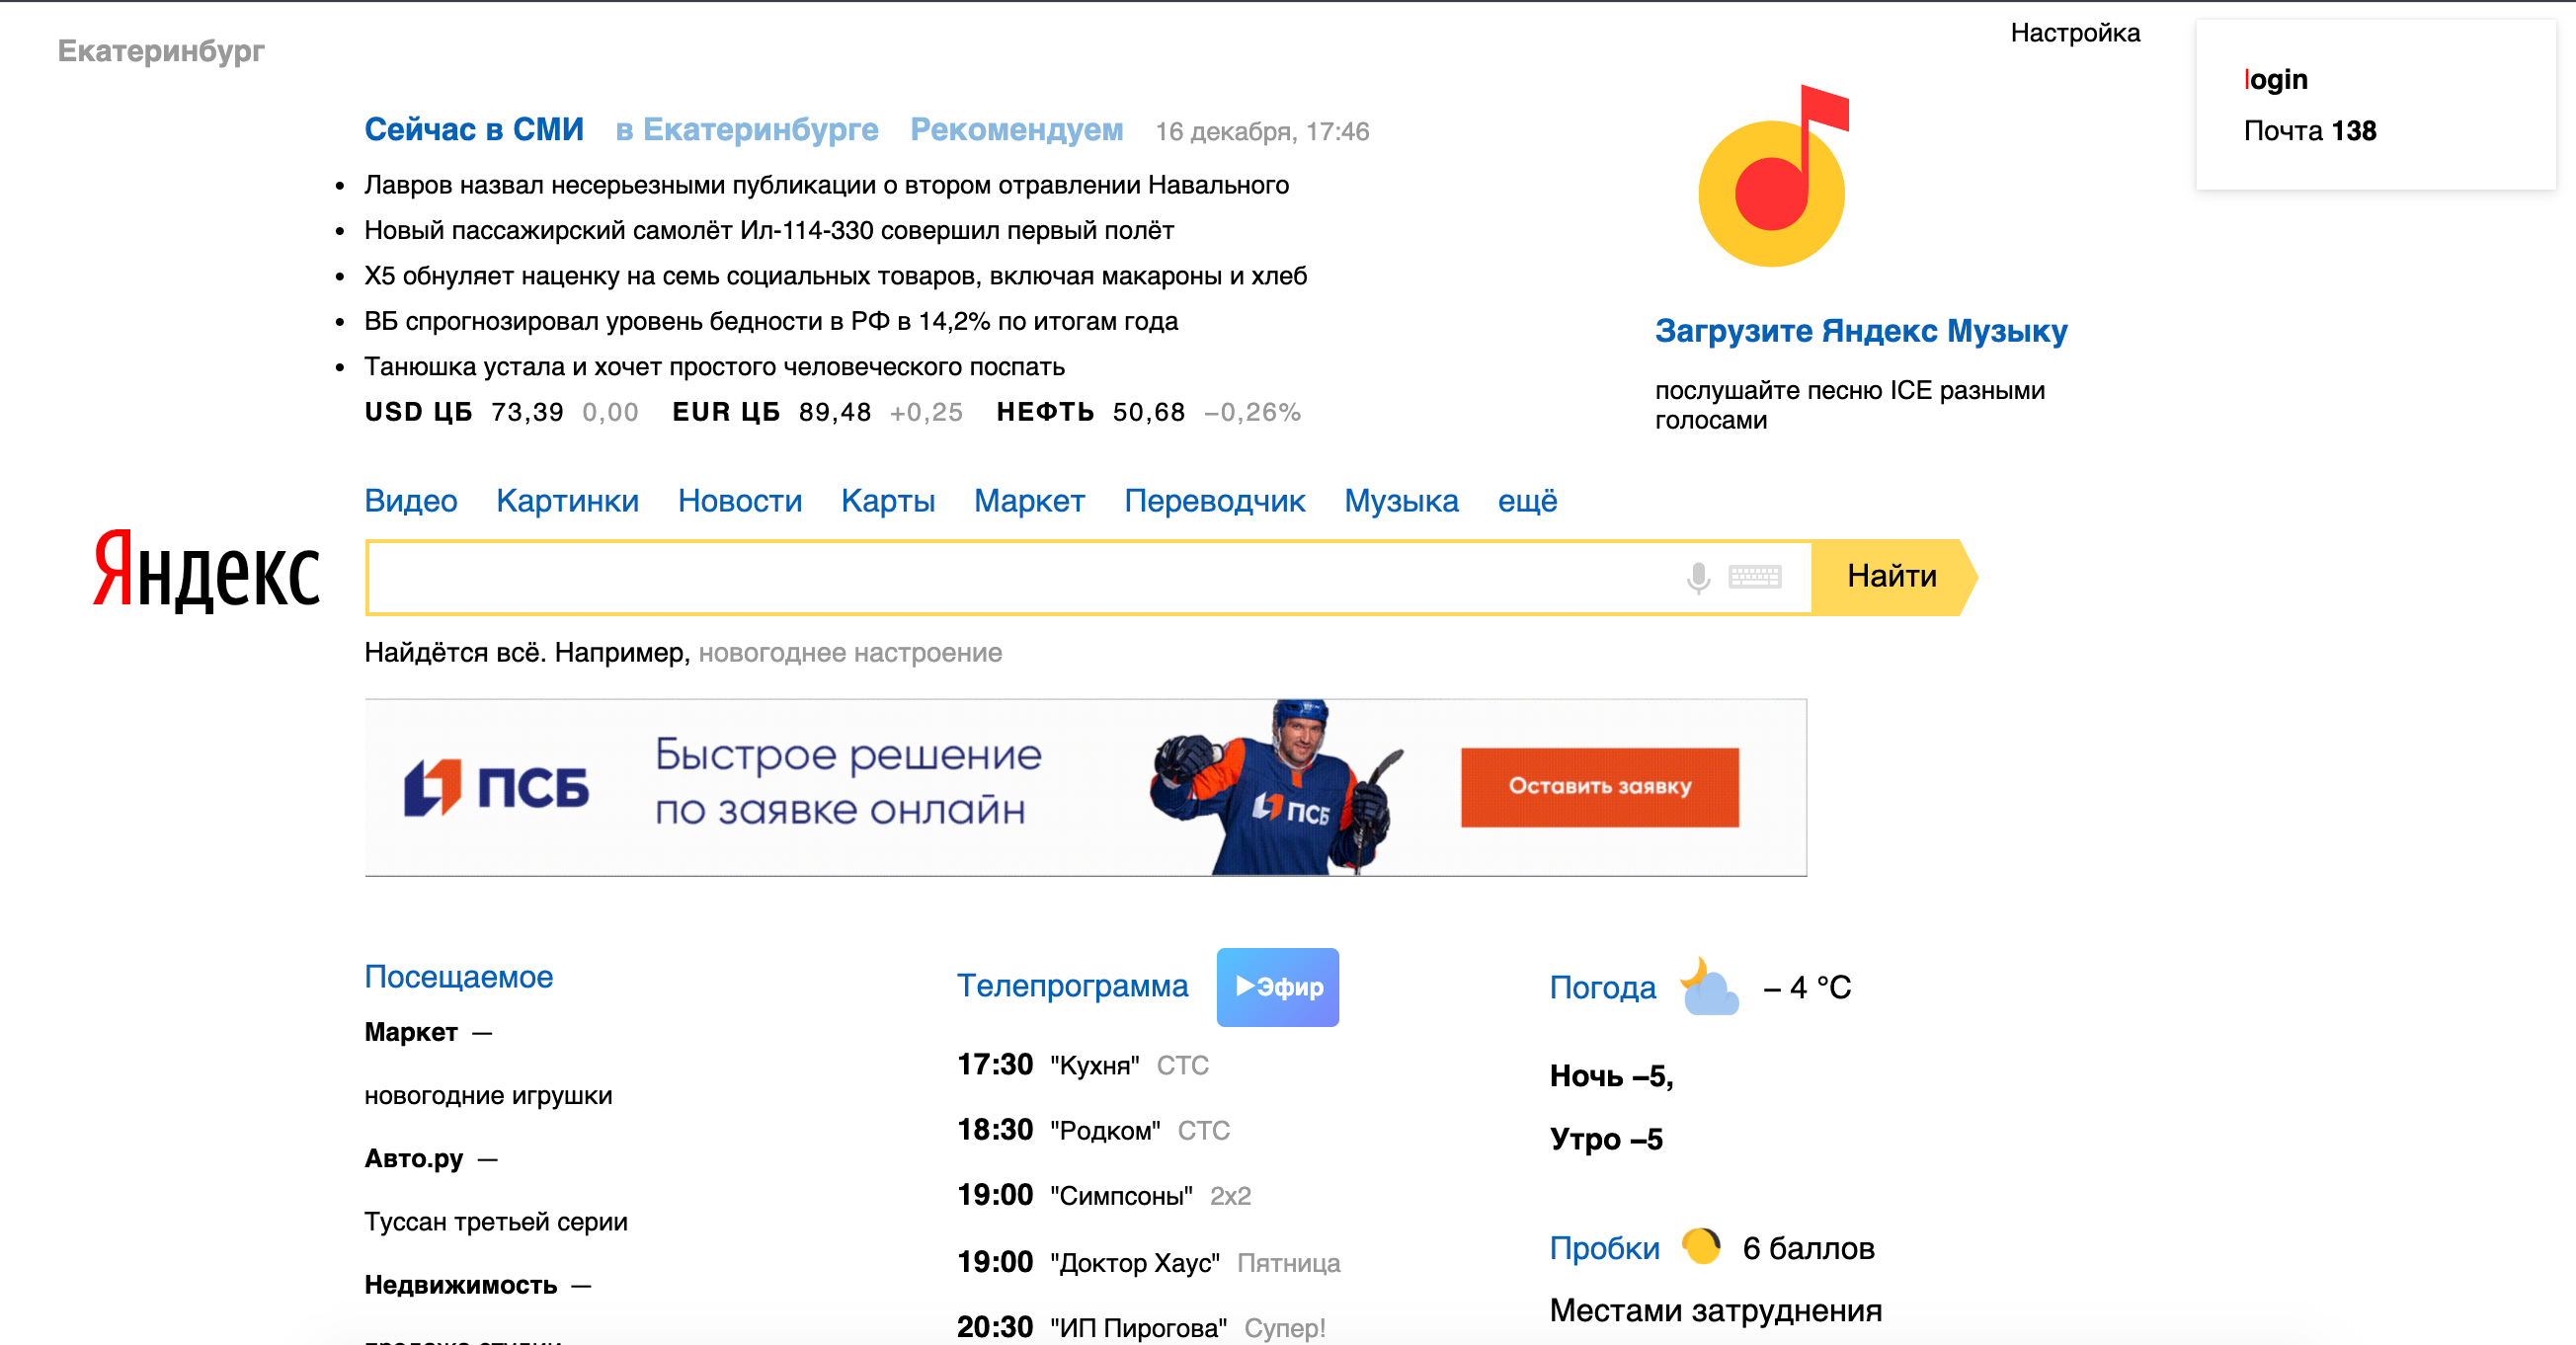 Екатеринбург
Настройка
login
Почта 138
Сейчас в СМИ в Екатеринбурге Рекомендуем 16 декабря, 17:46
Лавров назвал несерьезными публикации о втором отравлении Навального
Новый пассажирский самолёт Ил-114-330 совершил первый полёт
X5 обнуляет наценку на семь социальных товаров, включая макароны и хлеб
ВБ спрогнозировал уровень бедности в РФ в 14,2% по итогам года
Танюшка устала и хочет простого человеческого поспать
USD ЦБ 73,39 0,00 EUR ЦБ 89,48 +0,25 НЕФТЬ 50,68 −0,26%
Загрузите Яндекс Музыку
послушайте песню ICE разными
голосами
Видео Картинки Новости Карты Маркет Переводчик Музыка ещё
Яндекс
Найти
Найдётся всё. Например, новогоднее настроение
ПСБ
Быстрое решение
по заявке онлайн
ПСБ
Оставить заявку
Посещаемое
Маркет —
новогодние игрушки
Авто.ру —
Туссан третьей серии
Недвижимость —
Телепрограмма
Эфир
17:30 "Кухня" СТС
18:30 "Родком" СТС
19:00 "Симпсоны" 2x2
19:00 "Доктор Хаус" Пятница
20:30 "ИП Пирогова" Супер!
Погода – 4 °C
Ночь –5,
Утро –5
Пробки 6 баллов
Местами затруднения